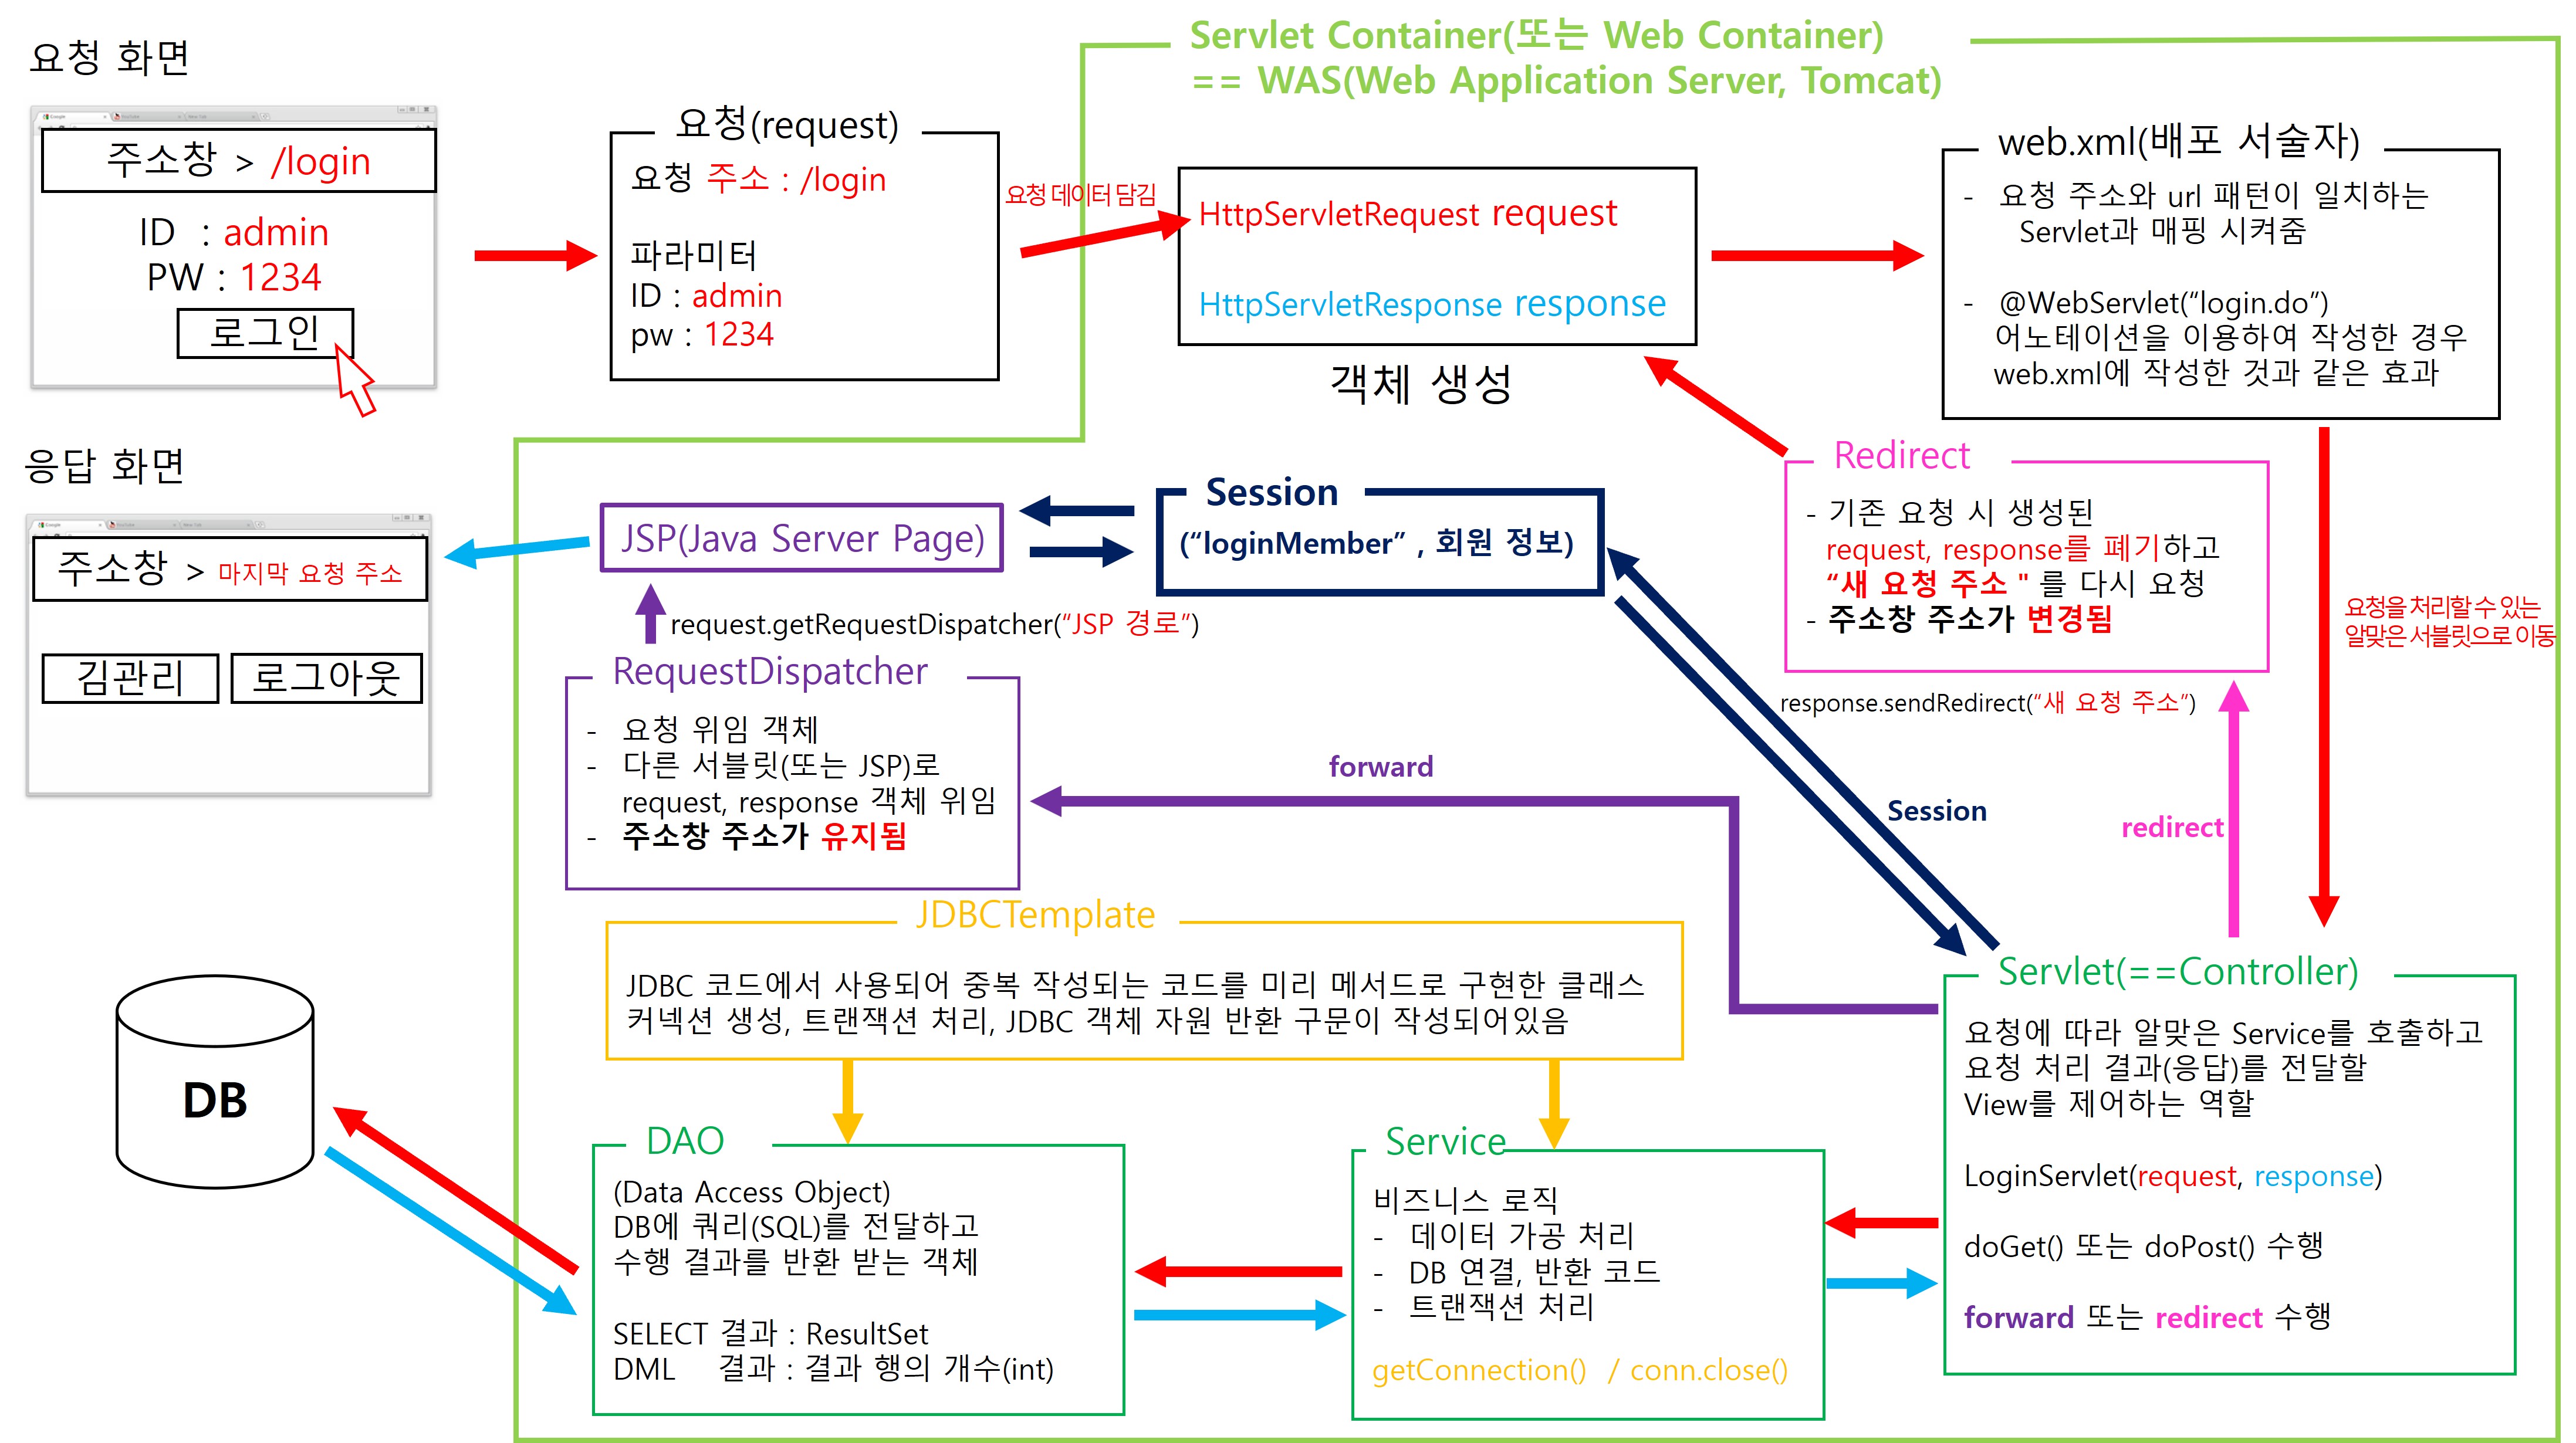 Servlet Container(또는 Web Container)
== WAS(Web Application Server, Tomcat)
요청 화면
주소창 > /login
ID : admin
PW : 1234
로그인
요청(request)
요청 주소 : /login
파라미터
ID : admin
pw : 1234
요청 데이터 담김
HttpServletRequest request
HttpServletResponse response
객체 생성
web.xml(배포 서술자)
- 요청 주소와 url 패턴이 일치하는
Servlet과 매핑 시켜줌
- @WebServlet(“login.do”)
어노테이션을 이용하여 작성한 경우
web.xml에 작성한 것과 같은 효과
응답 화면
주소창 > 마지막 요청 주소
김관리
로그아웃
JSP(Java Server Page)
Session
(“loginMember” , 회원 정보)
Redirect
- 기존 요청 시 생성된
request, response를 폐기하고
“새 요청 주소 " 를 다시 요청
- 주소창 주소가 변경됨
요청을 처리할 수 있는
알맞은 서블릿으로 이동
request.getRequestDispatcher(“JSP 경로”)
RequestDispatcher
- 요청 위임 객체
- 다른 서블릿(또는 JSP)로
request, response 객체 위임
- 주소창 주소가 유지됨
response.sendRedirect(“새 요청 주소”)
forward
Session
redirect
JDBCTemplate
JDBC 코드에서 사용되어 중복 작성되는 코드를 미리 메서드로 구현한 클래스
커넥션 생성, 트랜잭션 처리, JDBC 객체 자원 반환 구문이 작성되어있음
Servlet(==Controller)
요청에 따라 알맞은 Service를 호출하고
요청 처리 결과(응답)를 전달할
View를 제어하는 역할
LoginServlet(request, response)
doGet() 또는 doPost() 수행
forward 또는 redirect 수행
DB
DAO
(Data Access Object)
DB에 쿼리(SQL)를 전달하고
수행 결과를 반환 받는 객체
SELECT 결과 : ResultSet
DML 결과 : 결과 행의 개수(int)
Service
비즈니스 로직
- 데이터 가공 처리
- DB 연결, 반환 코드
- 트랜잭션 처리
getConnection() / conn.close()